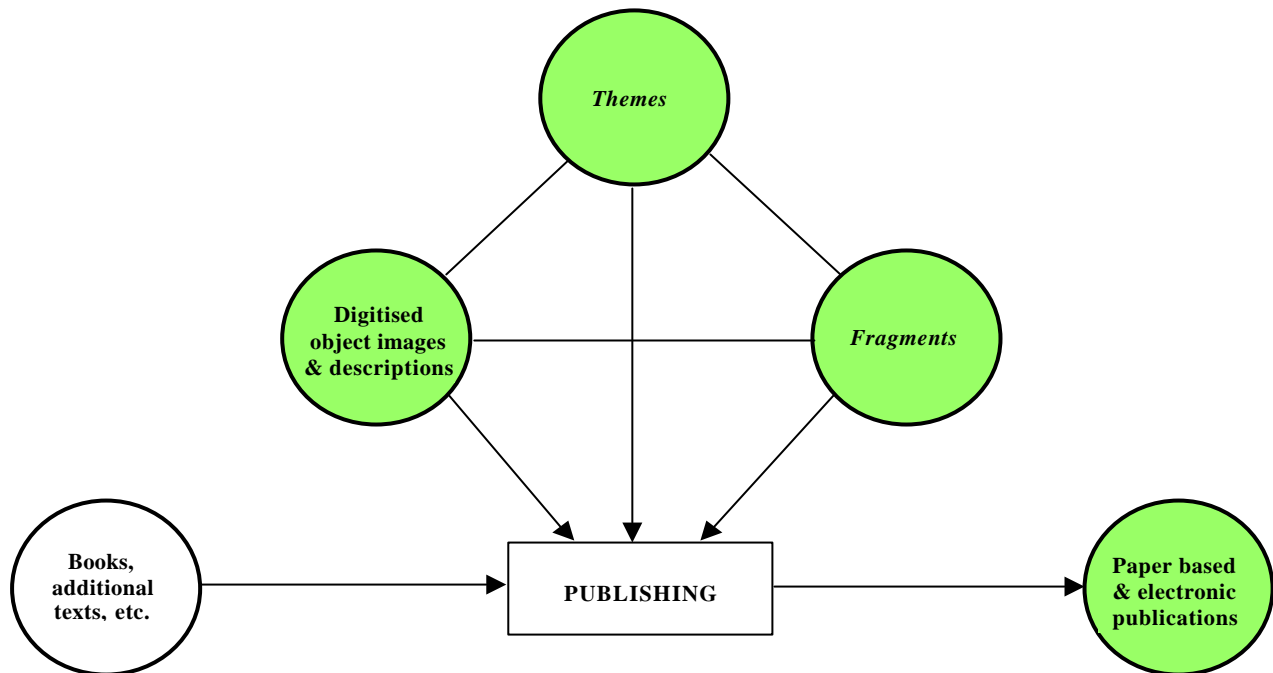 Themes
Digitised
object images
& descriptions
Fragments
Books,
additional
texts, etc.
PUBLISHING
Paper based
& electronic
publications